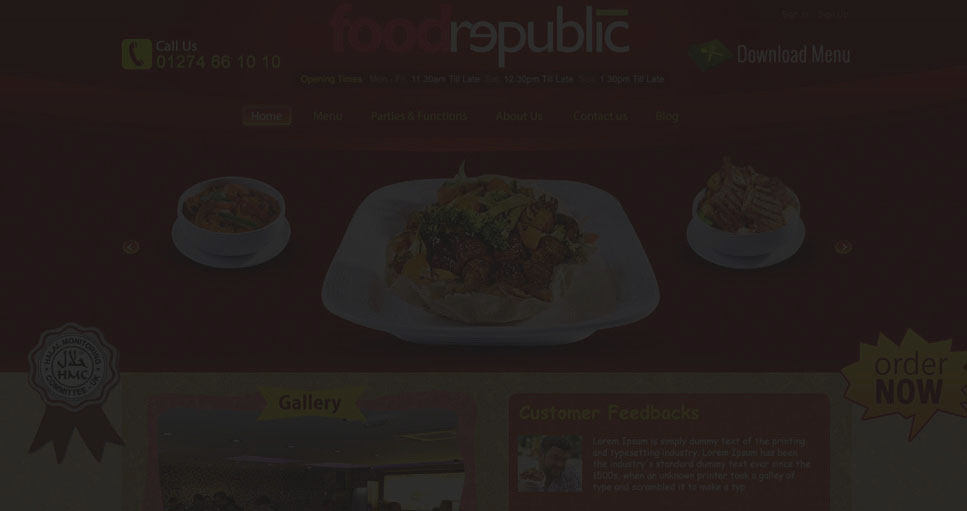 foodrepublic
Sign In Sign Up
Call Us
01274 66 10 10
Download Menu
Opening Times Mon - Fri 11.30am Till Late Sat 12.30pm Till Late Sun 1.30pm Till Late
Home Menu Parties & Functions About Us Contact us Blog
HALAL MONITORING
حلال
HMC
COMMITTEE UK
order
NOW
Gallery
Customer Feedbacks
Lorem Ipsum is simply dummy text of the printing
and typesetting industry. Lorem Ipsum has been
the industry's standard dummy text ever since the
1500s, when an unknown printer took a galley of
type and scrambled it to make a typ